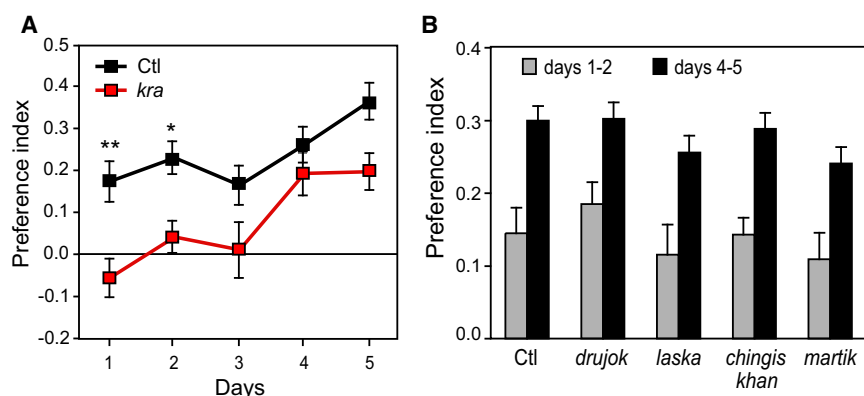 A
Preference index
0.5
0.4
0.3
0.2
0.1
0.0
-0.1
-0.2
Ctl
kra
**
*
1 2 3 4 5
Days
B
Preference index
0.4
0.3
0.2
0.1
0.0
days 1-2 days 4-5
Ctl drujok laska chingis martik
khan